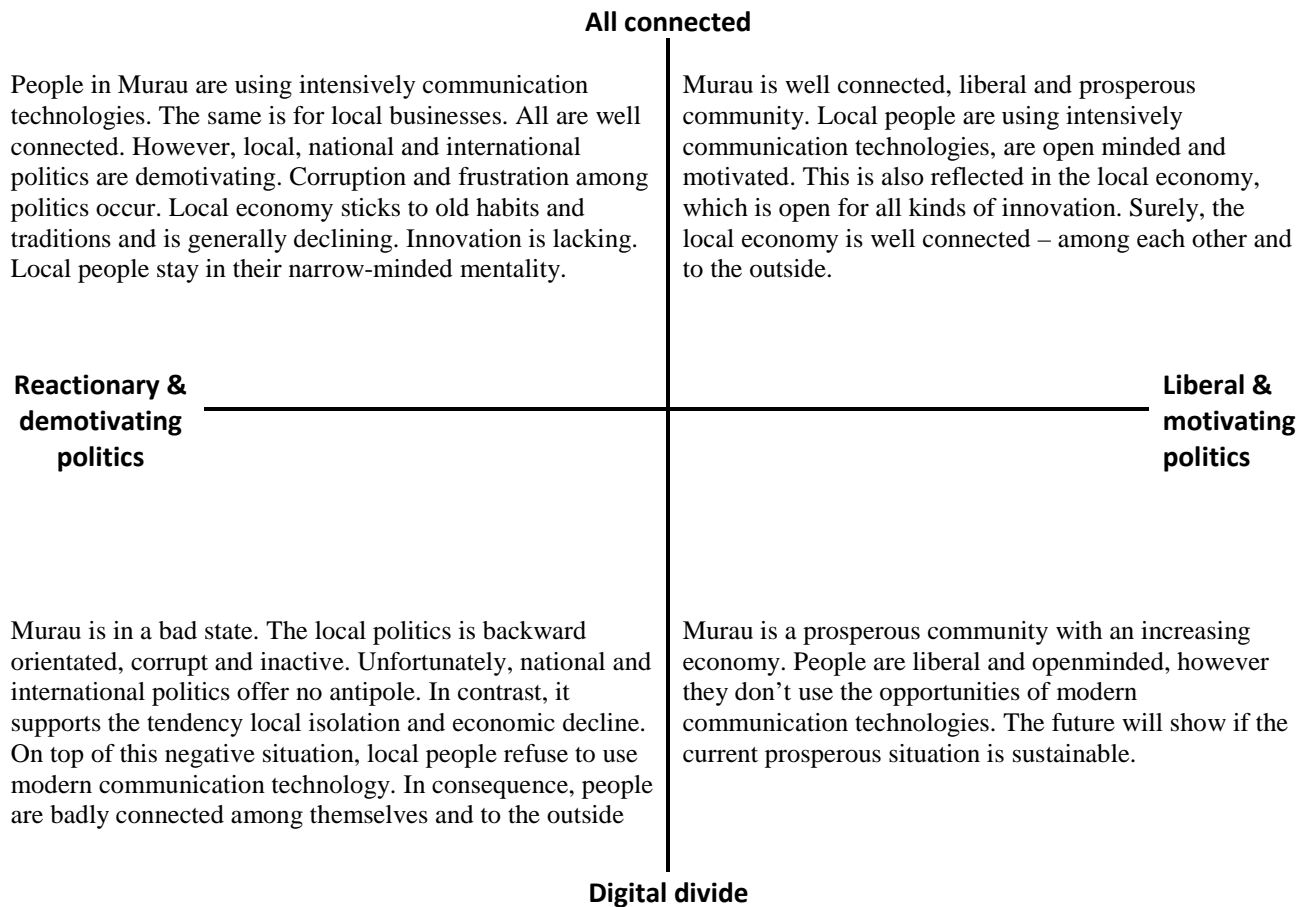 All connected
People in Murau are using intensively communication
technologies. The same is for local businesses. All are well
connected. However, local, national and international
politics are demotivating. Corruption and frustration among
politics occur. Local economy sticks to old habits and
traditions and is generally declining. Innovation is lacking.
Local people stay in their narrow-minded mentality.
Murau is well connected, liberal and prosperous
community. Local people are using intensively
communication technologies, are open minded and
motivated. This is also reflected in the local economy,
which is open for all kinds of innovation. Surely, the
local economy is well connected – among each other and
to the outside.
Reactionary &
demotivating
politics
Liberal &
motivating
politics
Murau is in a bad state. The local politics is backward
orientated, corrupt and inactive. Unfortunately, national and
international politics offer no antipole. In contrast, it
supports the tendency local isolation and economic decline.
On top of this negative situation, local people refuse to use
modern communication technology. In consequence, people
are badly connected among themselves and to the outside
Murau is a prosperous community with an increasing
economy. People are liberal and openminded, however
they don’t use the opportunities of modern
communication technologies. The future will show if the
current prosperous situation is sustainable.
Digital divide